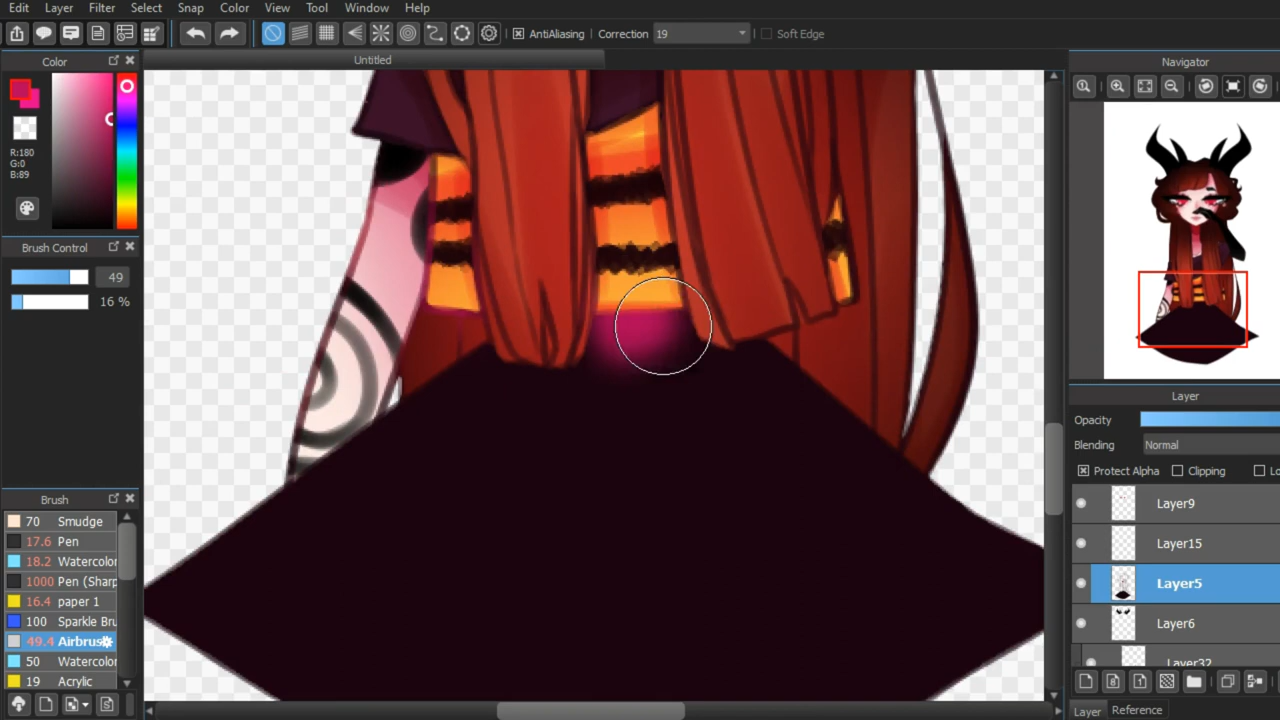 Edit Layer Filter Select Snap Color View Tool Window Help
AntiAliasing Correction 19 Soft Edge
Color
Untitled
Navigator
R:180
G:0
B:89
Brush Control
49
16 %
Brush
70 Smudge
17.6 Pen
18.2 Watercolor
1000 Pen (Sharp
16.4 paper 1
100 Sparkle Bru
49.4 Airbrus
50 Watercolor
19 Acrylic
Layer
Opacity
Blending Normal
Protect Alpha Clipping Lo
Layer9
Layer15
Layer5
Layer6
Layer32
Layer Reference